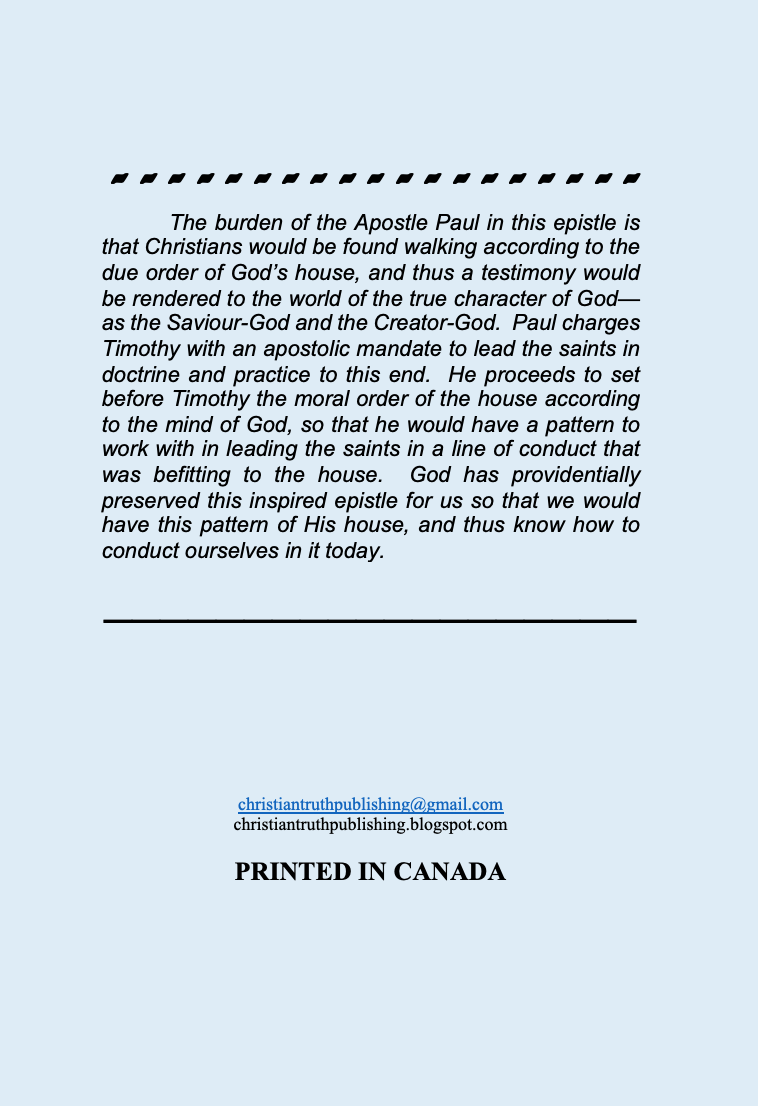 The burden of the Apostle Paul in this epistle is
that Christians would be found walking according to the
due order of God’s house, and thus a testimony would
be rendered to the world of the true character of God—
as the Saviour-God and the Creator-God.  Paul charges
Timothy with an apostolic mandate to lead the saints in
doctrine and practice to this end.  He proceeds to set
before Timothy the moral order of the house according
to the mind of God, so that he would have a pattern to
work with in leading the saints in a line of conduct that
was befitting to the house.  God has providentially
preserved this inspired epistle for us so that we would
have this pattern of His house, and thus know how to
conduct ourselves in it today.
christiantruthpublishing@gmail.com
christiantruthpublishing.blogspot.com
PRINTED IN CANADA